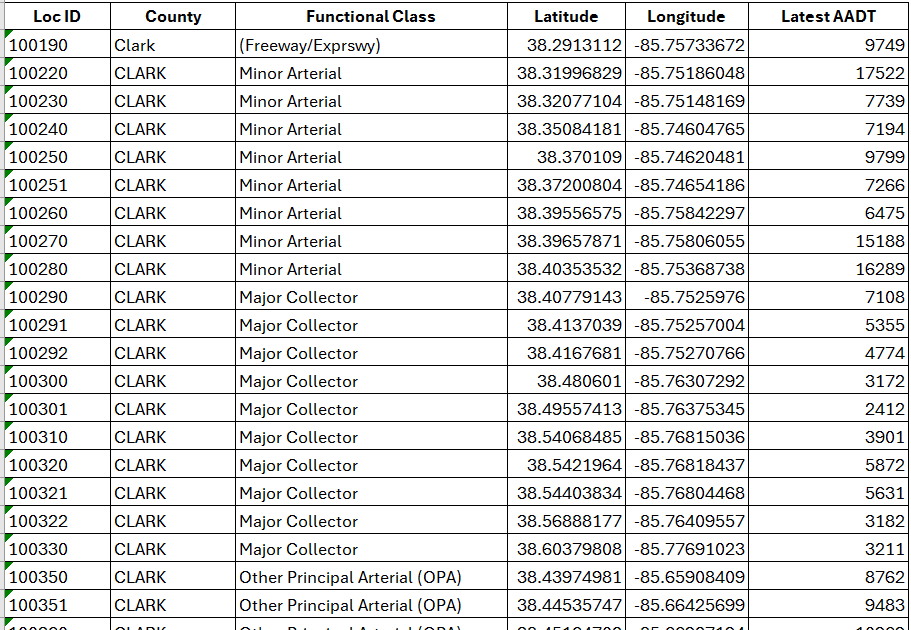 Loc ID County Functional Class Latitude Longitude Latest AADT
100190 Clark (Freeway/Exprswy) 38.2913112 -85.75733672 9749
100220 CLARK Minor Arterial 38.31996829 -85.75186048 17522
100230 CLARK Minor Arterial 38.32077104 -85.75148169 7739
100240 CLARK Minor Arterial 38.35084181 -85.74604765 7194
100250 CLARK Minor Arterial 38.370109 -85.74620481 9799
100251 CLARK Minor Arterial 38.37200804 -85.74654186 7266
100260 CLARK Minor Arterial 38.39556575 -85.75842297 6475
100270 CLARK Minor Arterial 38.39657871 -85.75806055 15188
100280 CLARK Minor Arterial 38.40353532 -85.75368738 16289
100290 CLARK Major Collector 38.40779143 -85.7525976 7108
100291 CLARK Major Collector 38.4137039 -85.75257004 5355
100292 CLARK Major Collector 38.4167681 -85.75270766 4774
100300 CLARK Major Collector 38.480601 -85.76307292 3172
100301 CLARK Major Collector 38.49557413 -85.76375345 2412
100310 CLARK Major Collector 38.54068485 -85.76815036 3901
100320 CLARK Major Collector 38.5421964 -85.76818437 5872
100321 CLARK Major Collector 38.54403834 -85.76804468 5631
100322 CLARK Major Collector 38.56888177 -85.76409557 3182
100330 CLARK Major Collector 38.60379808 -85.77691023 3211
100350 CLARK Other Principal Arterial (OPA) 38.43974981 -85.65908409 8762
100351 CLARK Other Principal Arterial (OPA) 38.44535747 -85.66425699 9483
CLARK Other Principal Arterial (OPA)